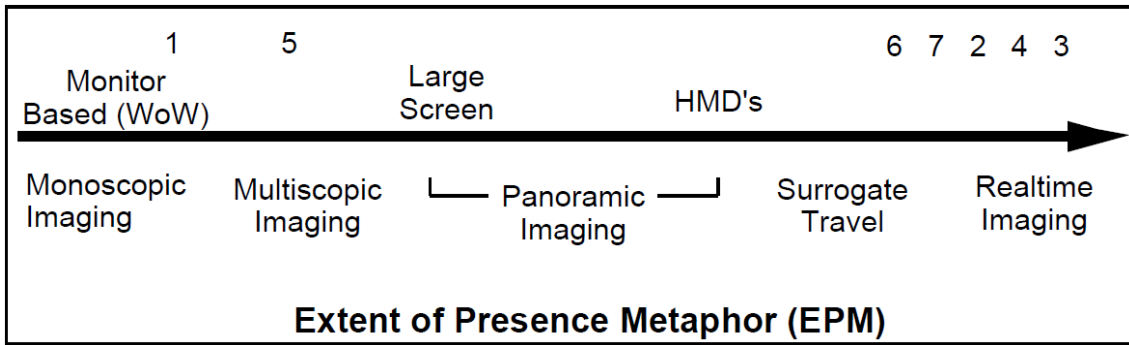 1 5 6 7 2 4 3
Monitor
Based (WoW)
Large
Screen
HMD's
Monoscopic
Imaging
Multiscopic
Imaging
Panoramic
Imaging
Surrogate
Travel
Realtime
Imaging
Extent of Presence Metaphor (EPM)